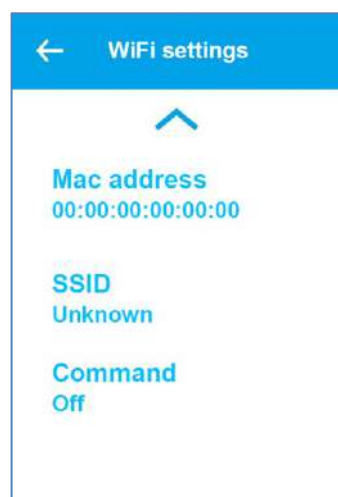 WiFi settings
Mac address
00:00:00:00:00:00
SSID
Unknown
Command
Off